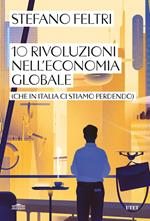 STEFANO FELTRI
10 RIVOLUZIONI
NELL'ECONOMIA
GLOBALE
(CHE IN ITALIA CI STIAMO PERDENDO)
UTET